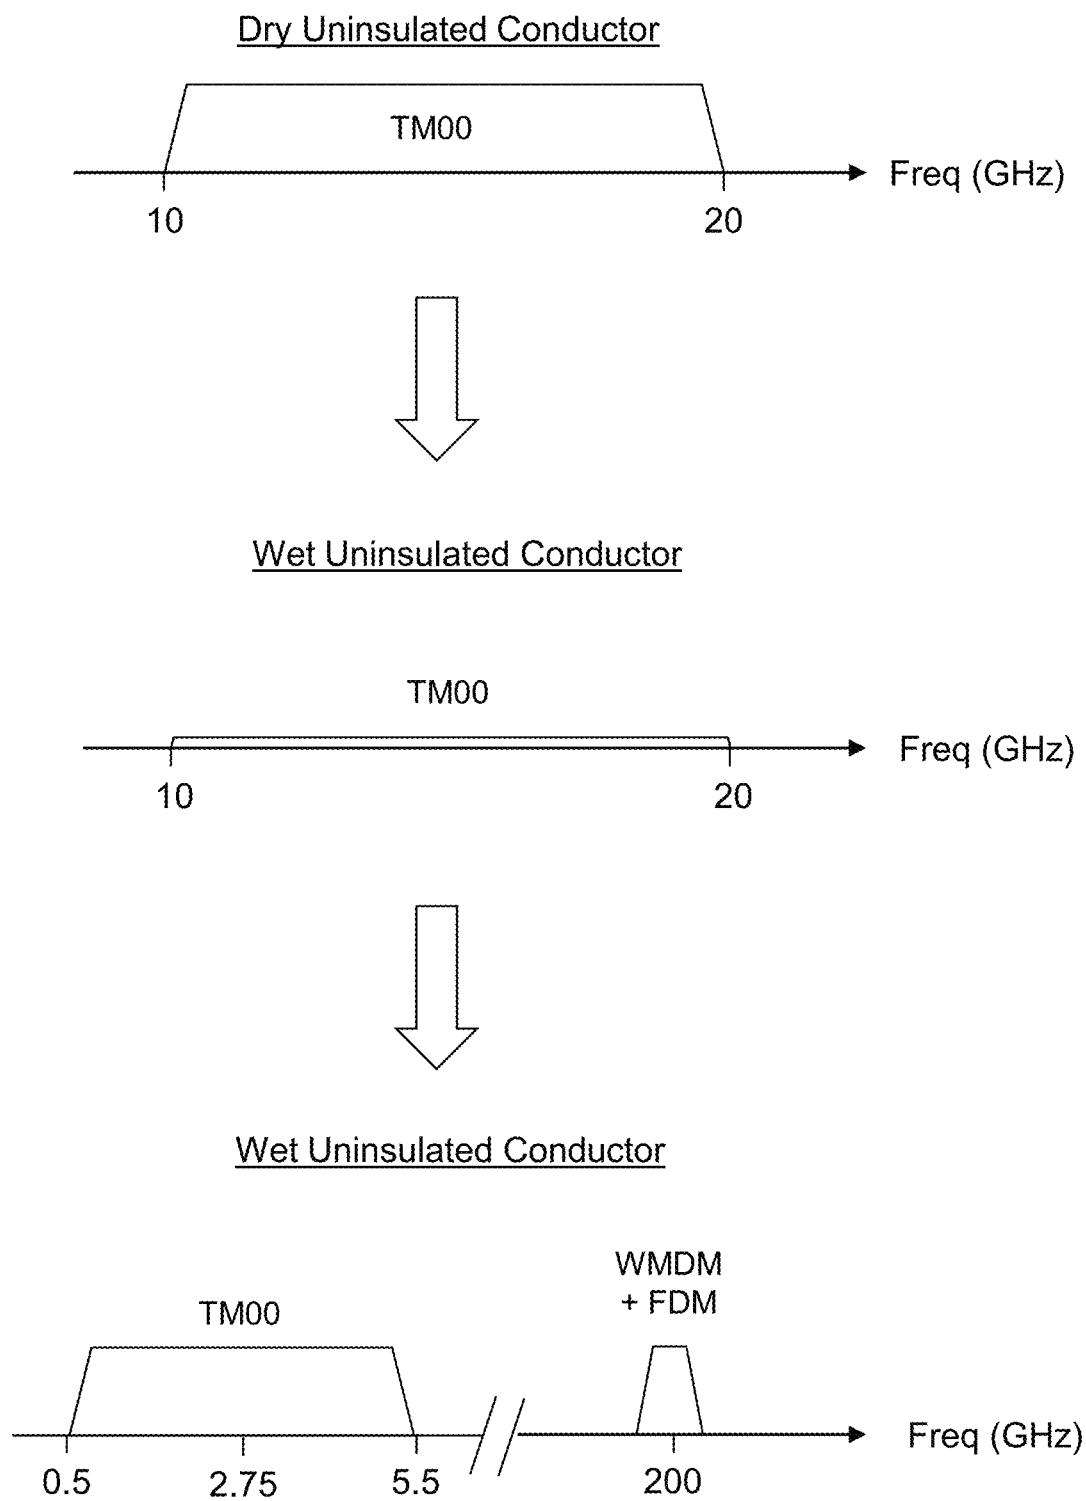 Dry Uninsulated Conductor
TM00
Freq (GHz)
10 20
Wet Uninsulated Conductor
TM00
Freq (GHz)
10 20
Wet Uninsulated Conductor
WMDM
+ FDM
TM00
Freq (GHz)
0.5 2.75 5.5 200